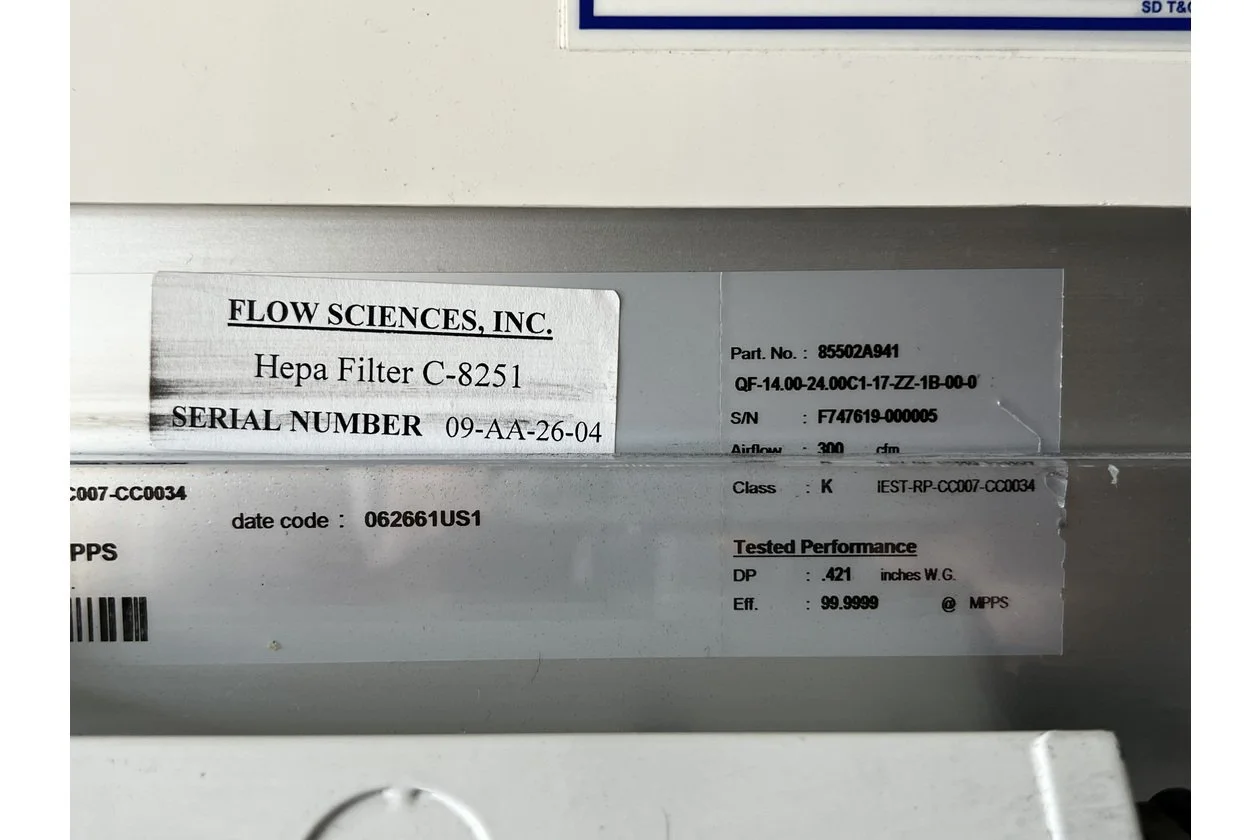 SD T&
FLOW SCIENCES, INC.
Hepa Filter C-8251
SERIAL NUMBER 09-AA-26-04
Part. No. : 85502A941
QF-14.00-24.00C1-17-ZZ-1B-00-0
S/N : F747619-000005
Airflow : 300 cfm
C007-CC0034
date code : 062661US1
PPS
Class : K IEST-RP-CC007-CC0034
Tested Performance
DP : .421 inches W.G.
Eff. : 99.9999 @ MPPS